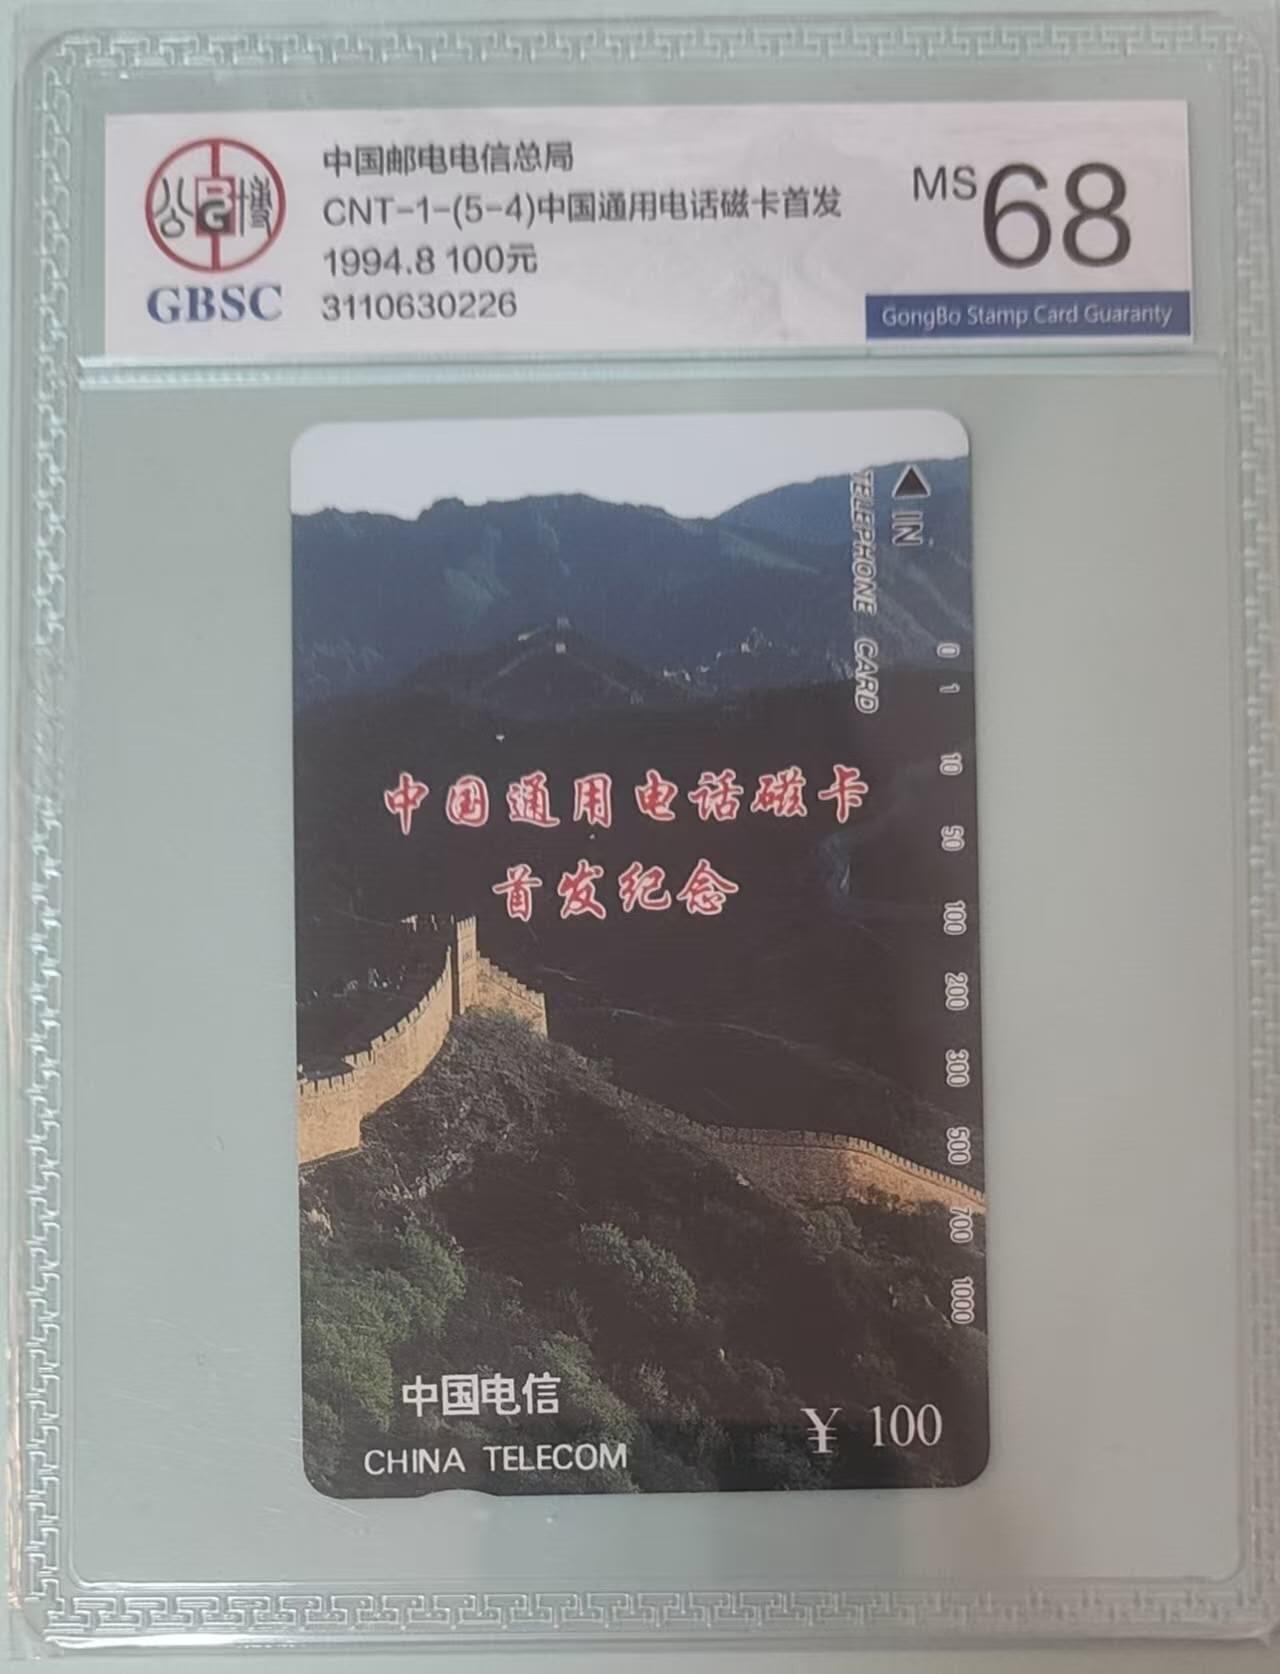 公博
BG
GBSC
中国邮电电信总局
CNT-1-(5-4)中国通用电话磁卡首发
1994.8 100元
3110630226
MS 68
GongBo Stamp Card Guaranty
IN
TELEPHONE CARD
0
1
10
50
100
200
300
500
700
1000
中国通用电话磁卡
首发纪念
中国电信
CHINA TELECOM
¥ 100